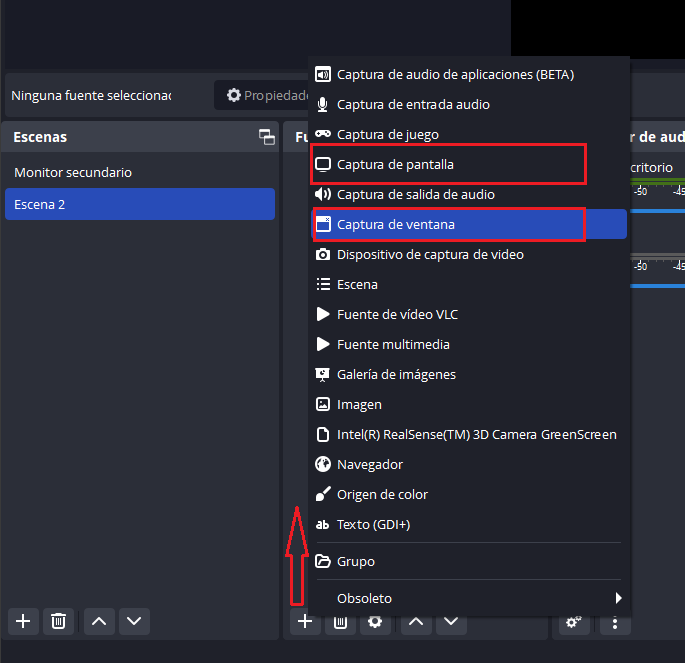 Ninguna fuente seleccionad
Propiedade
Escenas
Fu
r de aud
Monitor secundario
Escena 2
critorio
-50
-45
-50
-45
Captura de audio de aplicaciones (BETA)
Captura de entrada audio
Captura de juego
Captura de pantalla
Captura de salida de audio
Captura de ventana
Dispositivo de captura de video
Escena
Fuente de vídeo VLC
Fuente multimedia
Galería de imágenes
Imagen
Intel(R) RealSense(TM) 3D Camera GreenScreen
Navegador
Origen de color
ab Texto (GDI+)
Grupo
Obsoleto